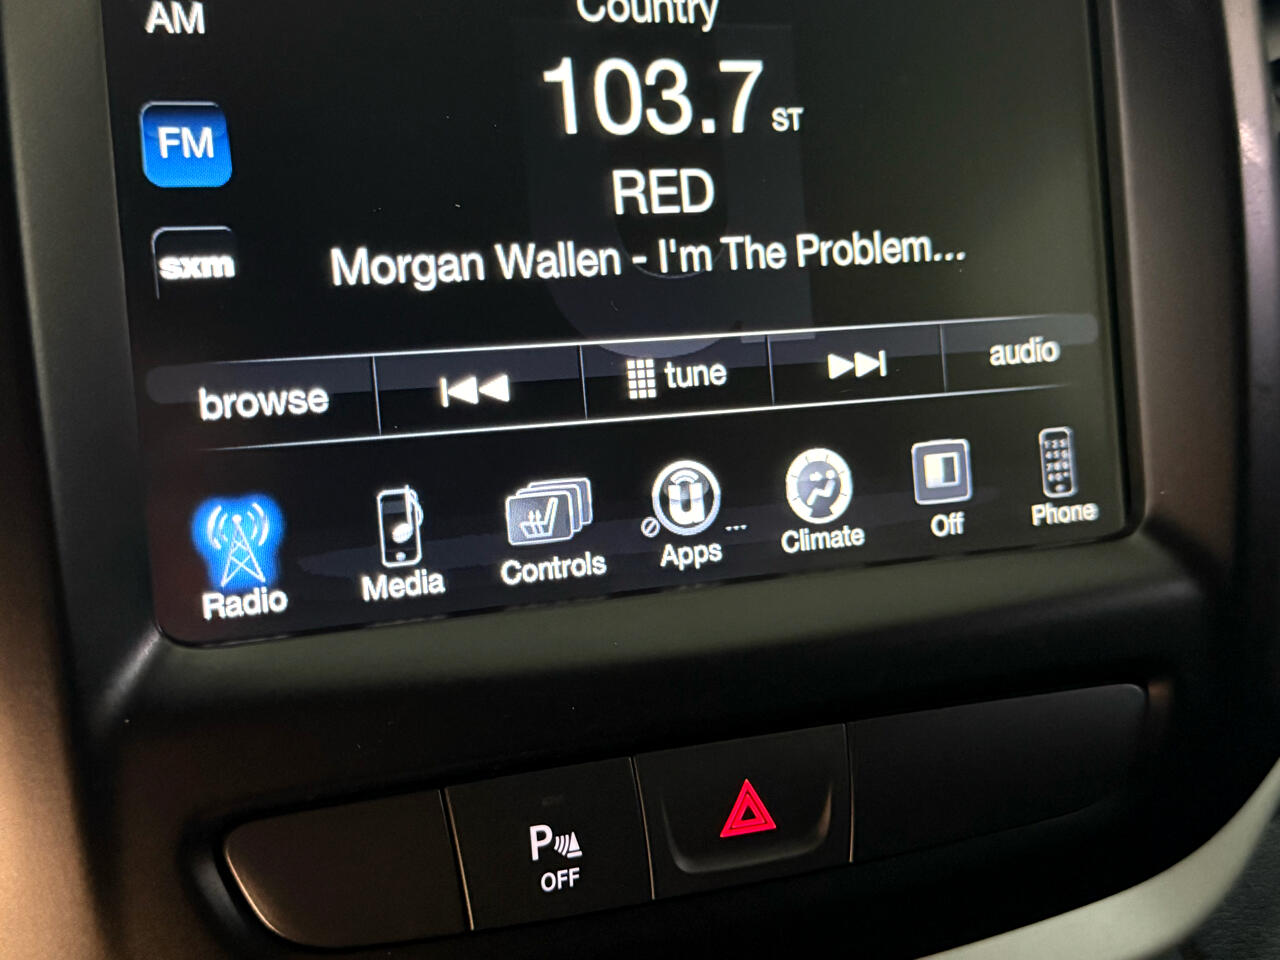 AM
Country
103.7 ST
FM
RED
sxm
Morgan Wallen - I'm The Problem...
browse
tune
audio
Radio
Media
Controls
Apps
...
Climate
Off
Phone
P
OFF